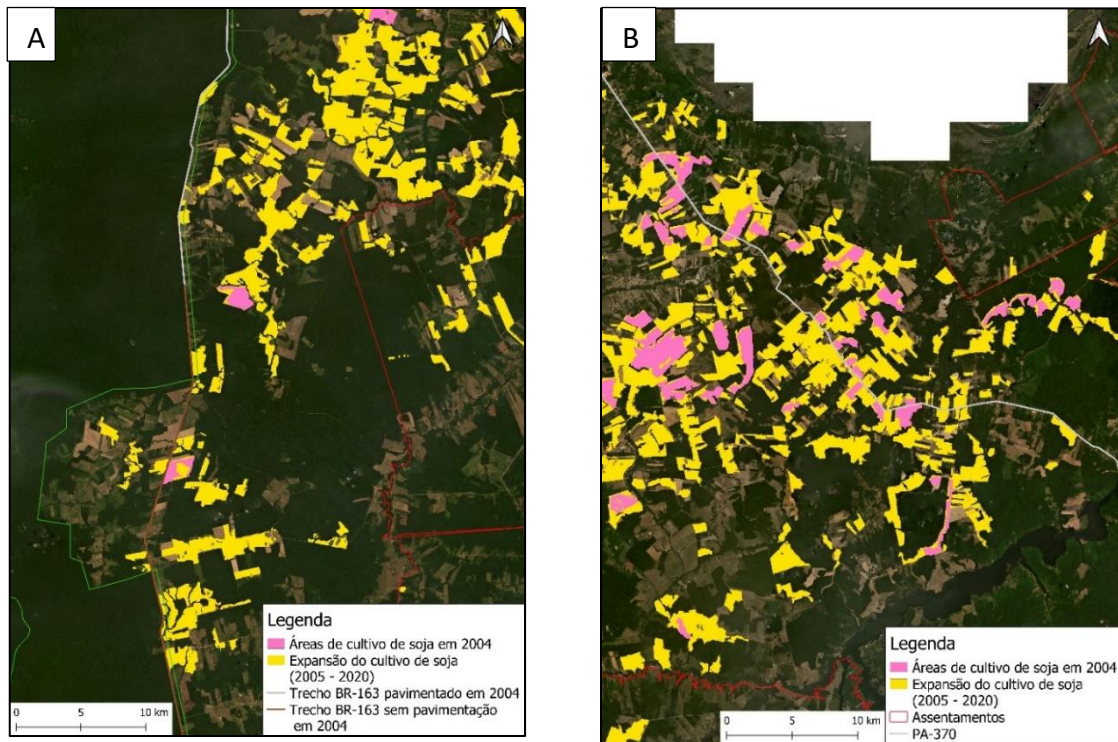 A
Legenda
Áreas de cultivo de soja em 2004
Expansão do cultivo de soja
(2005 - 2020)
Trecho BR-163 pavimentado em 2004
Trecho BR-163 sem pavimentação
em 2004
0 5 10 km
B
Legenda
Áreas de cultivo de soja em 2004
Expansão do cultivo de soja
(2005 - 2020)
Assentamentos
PA-370
0 5 10 km